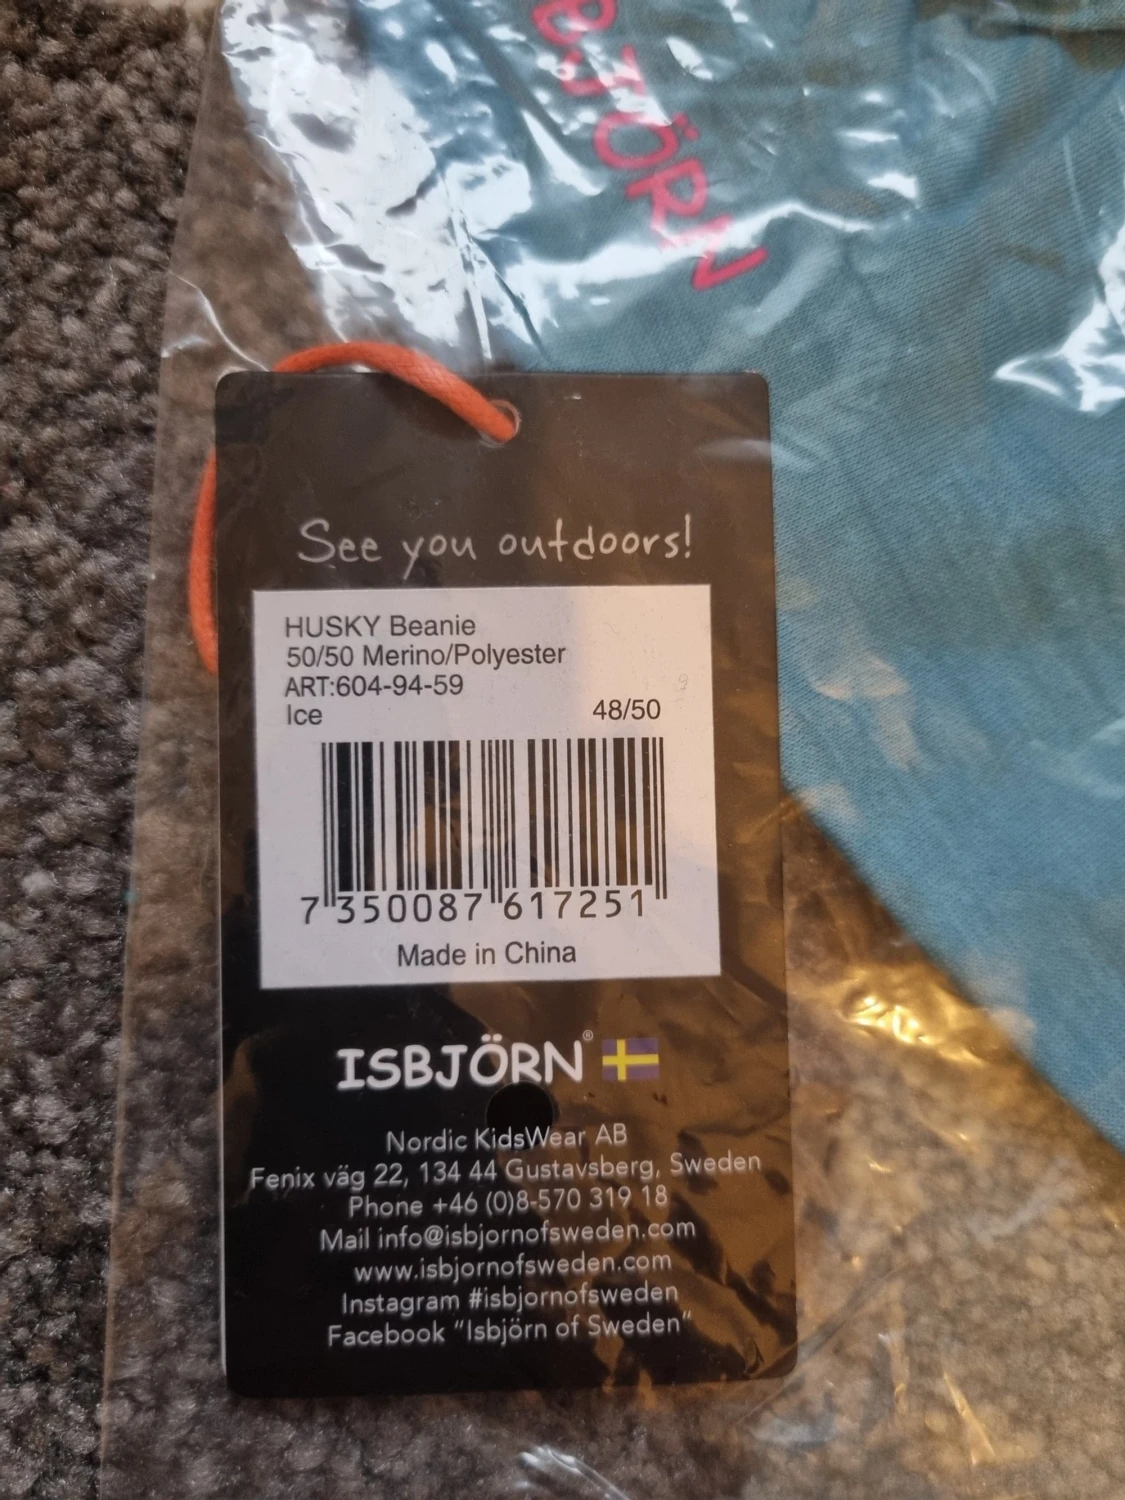 BJÖRN
See you outdoors!
HUSKY Beanie
50/50 Merino/Polyester
ART:604-94-59
Ice 48/50
7 350087 617251
Made in China
ISBJÖRN®
Nordic KidsWear AB
Fenix väg 22, 134 44 Gustavsberg, Sweden
Phone +46 (0)8-570 319 18
Mail info@isbjornofsweden.com
www.isbjornofsweden.com
Instagram #isbjornofsweden
Facebook “Isbjörn of Sweden“